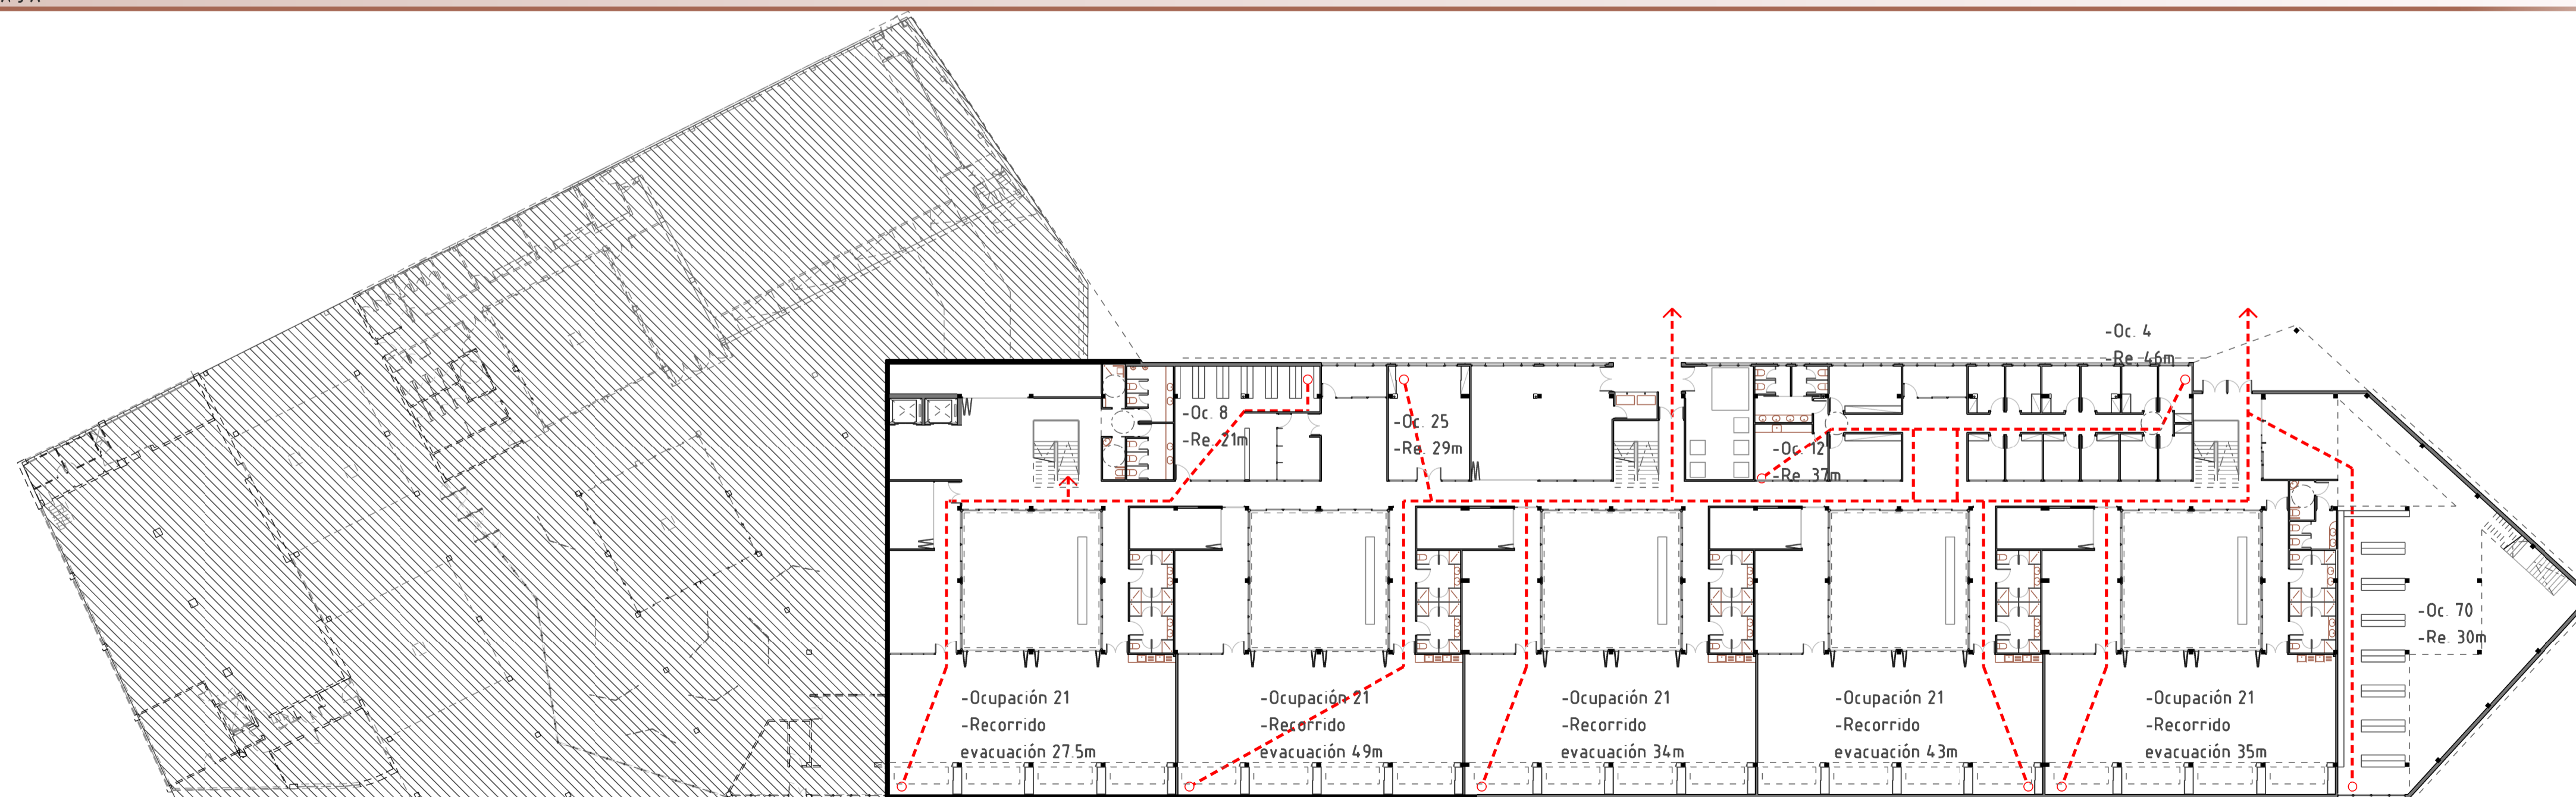 -Oc. 4
-Re. 46m
-Oc. 8
-Re. 21m
-Oc. 25
-Re. 29m
-Oc. 12
-Re. 37m
-Oc. 70
-Re. 30m
-Ocupación 21
-Recorrido
evacuación 27.5m
-Ocupación 21
-Recorrido
evacuación 49m
-Ocupación 21
-Recorrido
evacuación 34m
-Ocupación 21
-Recorrido
evacuación 43m
-Ocupación 21
-Recorrido
evacuación 35m